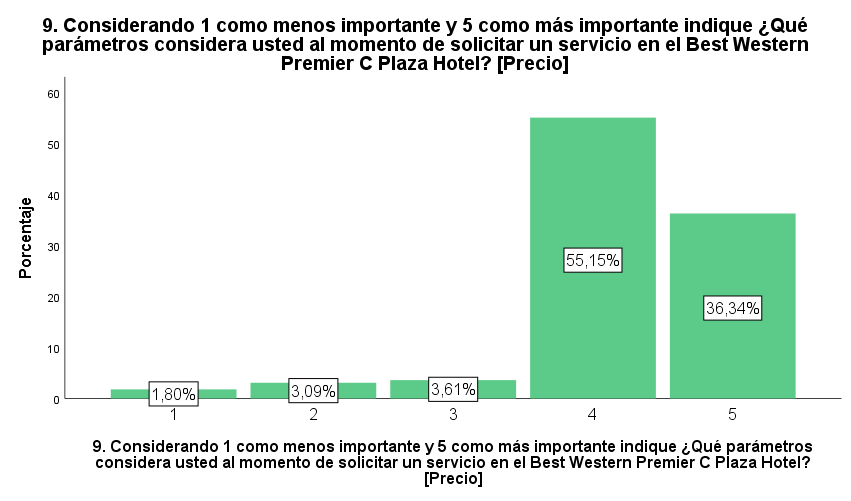 9. Considerando 1 como menos importante y 5 como más importante indique ¿Qué
parámetros considera usted al momento de solicitar un servicio en el Best Western
Premier C Plaza Hotel? [Precio]
60
50
40
30
20
10
0
Porcentaje
1,80%
3,09%
3,61%
55,15%
36,34%
1
2
3
4
5
9. Considerando 1 como menos importante y 5 como más importante indique ¿Qué parámetros
considera usted al momento de solicitar un servicio en el Best Western Premier C Plaza Hotel?
[Precio]